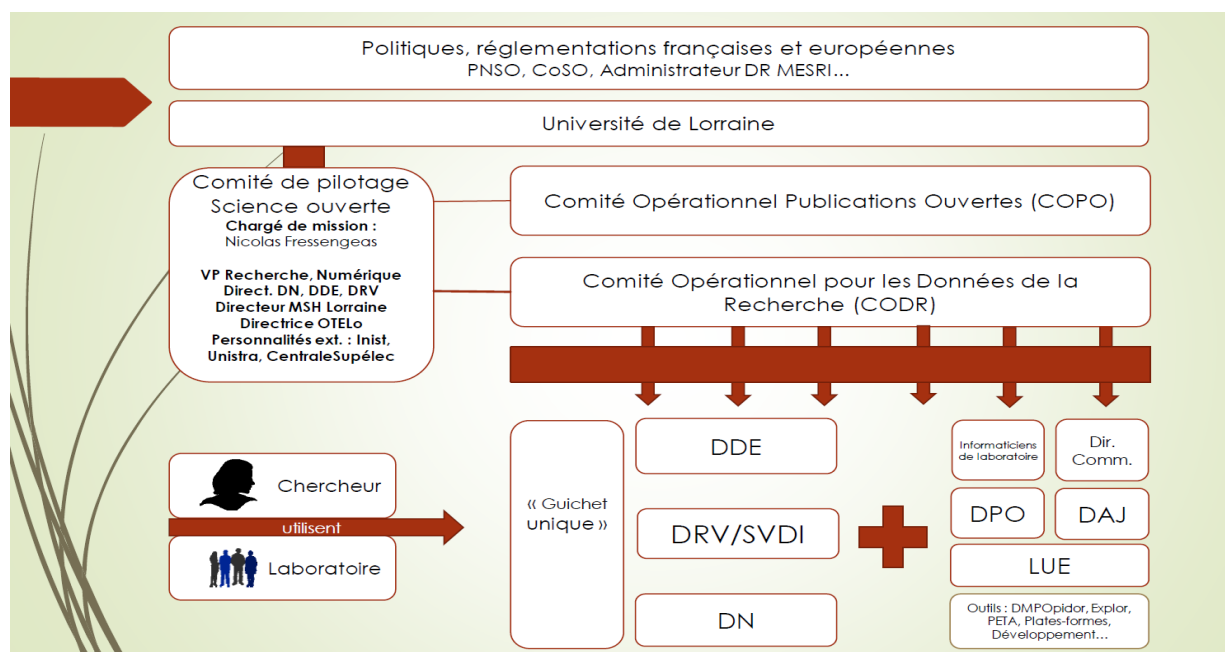 Politiques, réglementations françaises et européennes
PNSO, CoSO, Administrateur DR MESRI...
Université de Lorraine
Comité de pilotage
Science ouverte
Chargé de mission :
Nicolas Fressengeas
VP Recherche, Numérique
Direct. DN, DDE, DRV
Directeur MSH Lorraine
Directrice OTELo
Personnalités ext. : Inist,
Unistra, CentraleSupélec
Comité Opérationnel Publications Ouvertes (COPO)
Comité Opérationnel pour les Données de la
Recherche (CODR)
Chercheur
utilisent
Laboratoire
« Guichet
unique »
DDE
DRV/SVDI
DN
Informaticiens
de laboratoire
Dir.
Comm.
DPO
DAJ
LUE
Outils : DMPOpidor, Explor,
PETA, Plates-formes,
Développement...